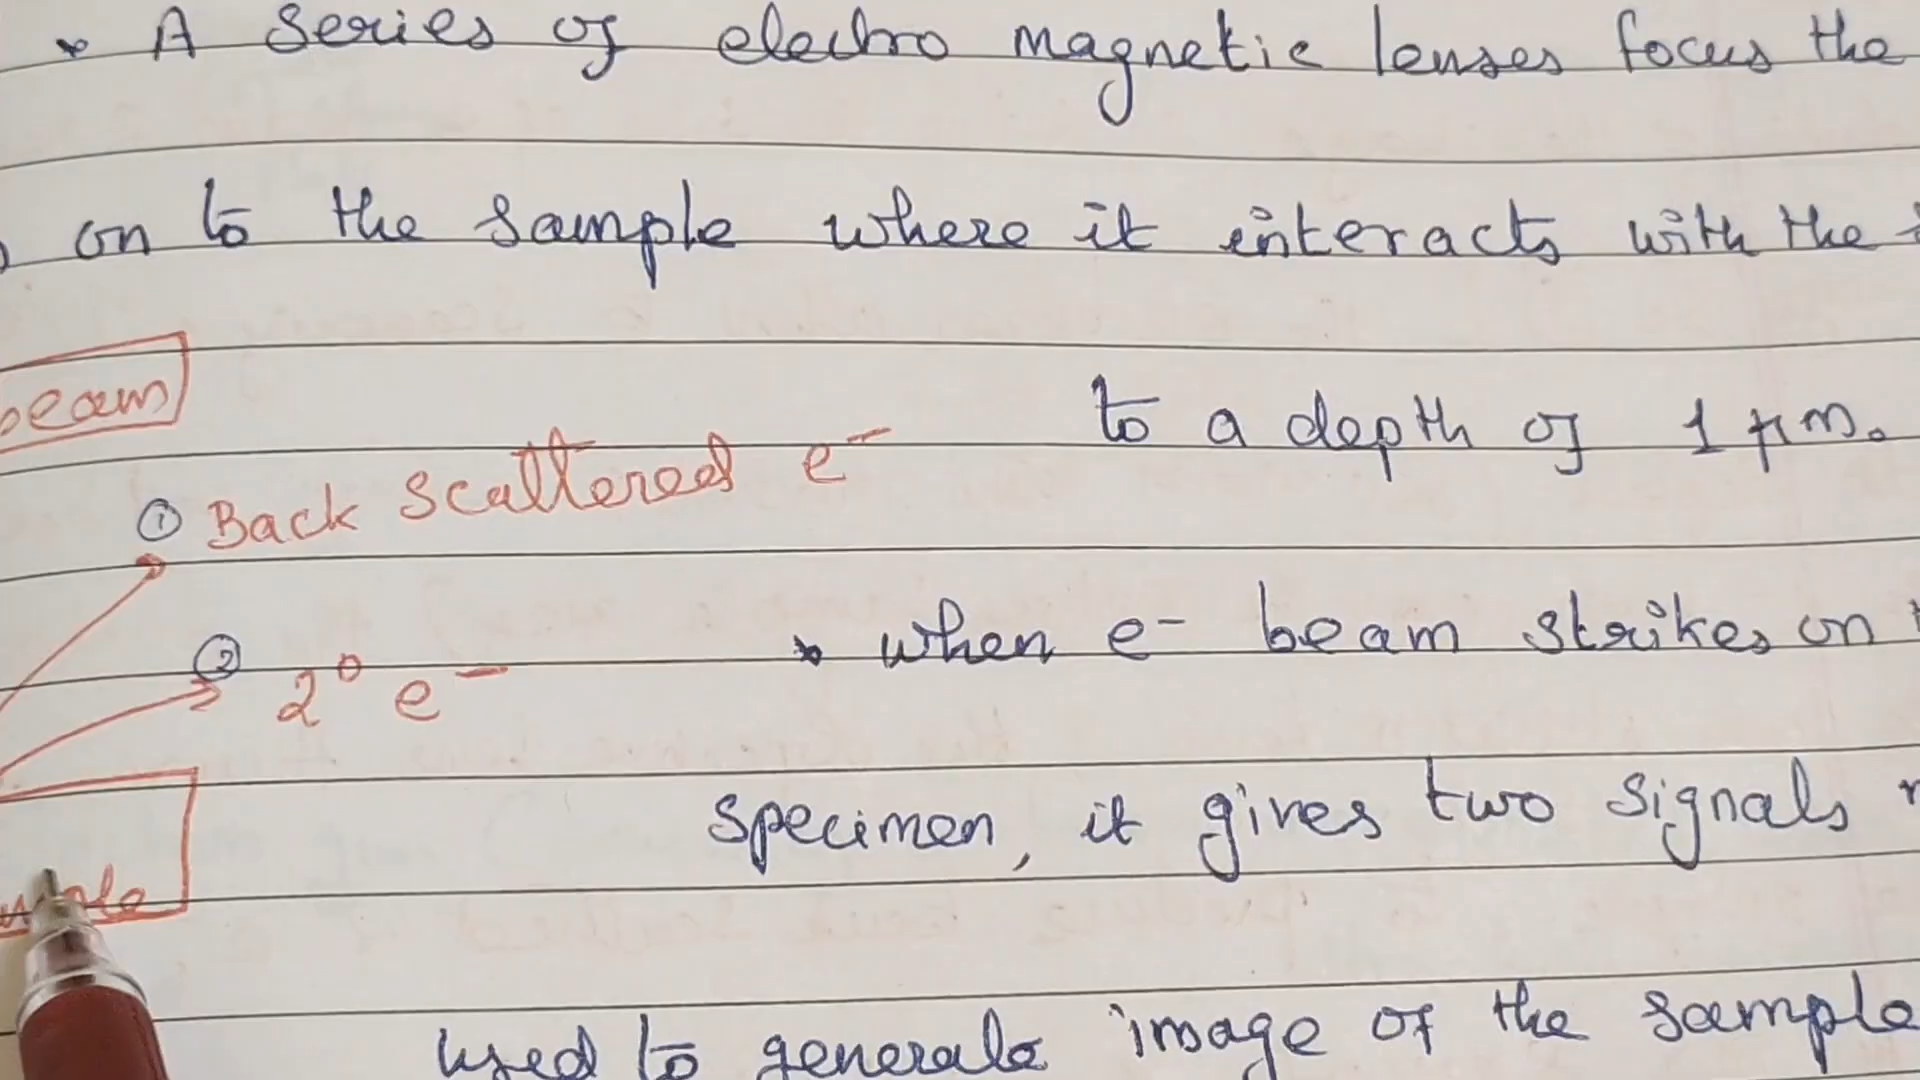 A series of electro magnetic lenses focus the
on to the sample where it interacts with the
beam
to a depth of 1 μm.
① Back scattered e⁻
when e⁻ beam strikes on
② 2° e⁻
specimen, it gives two signals
used to generate image of the sample